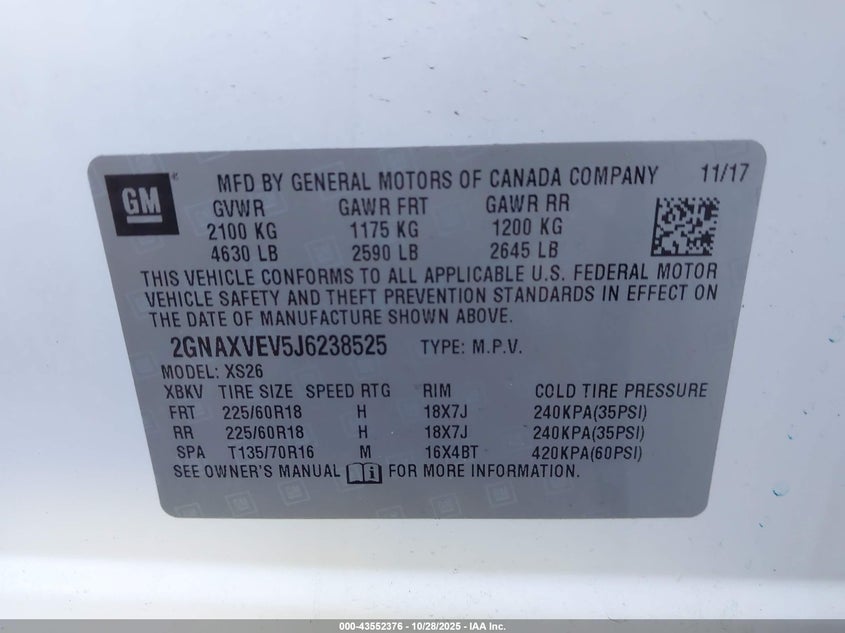 GM
MFD BY GENERAL MOTORS OF CANADA COMPANY 11/17
GVWR GAWR FRT GAWR RR
2100 KG 1175 KG 1200 KG
4630 LB 2590 LB 2645 LB
THIS VEHICLE CONFORMS TO ALL APPLICABLE U.S. FEDERAL MOTOR
VEHICLE SAFETY AND THEFT PREVENTION STANDARDS IN EFFECT ON
THE DATE OF MANUFACTURE SHOWN ABOVE.
2GNAXVEV5J6238525 TYPE: M.P.V.
MODEL: XS26
XBKV TIRE SIZE SPEED RTG RIM COLD TIRE PRESSURE
FRT 225/60R18 H 18X7J 240KPA(35PSI)
RR 225/60R18 H 18X7J 240KPA(35PSI)
SPA T135/70R16 M 16X4BT 420KPA(60PSI)
SEE OWNER'S MANUAL FOR MORE INFORMATION.
000-43552376 - 10/28/2025 - IAA Inc.